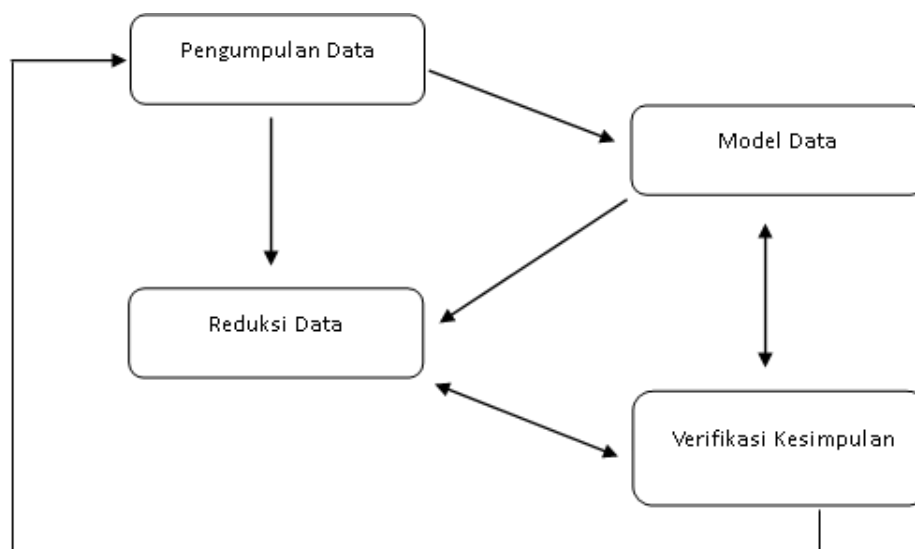 Pengumpulan Data
Model Data
Reduksi Data
Verifikasi Kesimpulan